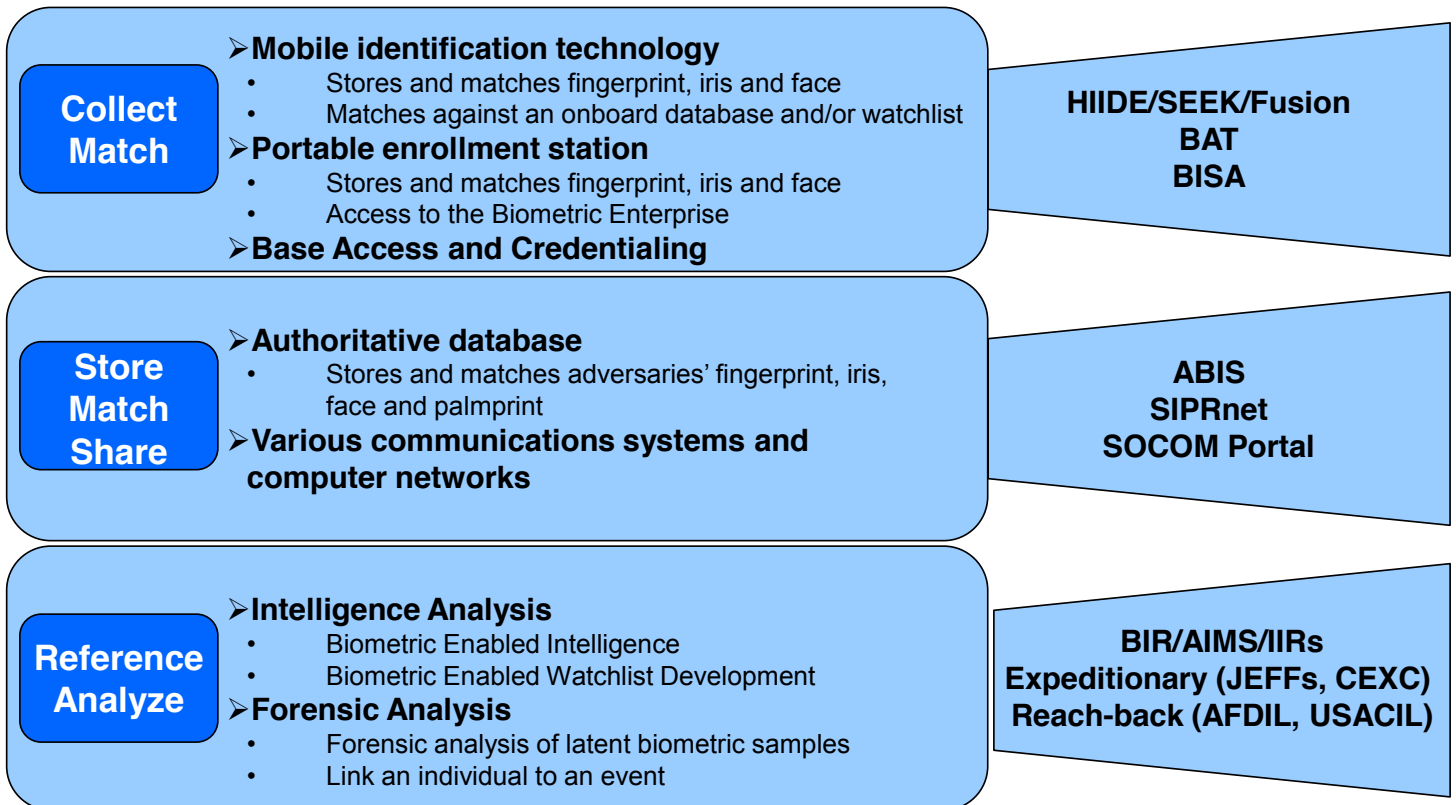 Collect
Match
➢Mobile identification technology
• Stores and matches fingerprint, iris and face
• Matches against an onboard database and/or watchlist
➢Portable enrollment station
• Stores and matches fingerprint, iris and face
• Access to the Biometric Enterprise
➢Base Access and Credentialing
HIIDE/SEEK/Fusion
BAT
BISA
Store
Match
Share
➢Authoritative database
• Stores and matches adversaries’ fingerprint, iris,
face and palmprint
➢Various communications systems and
computer networks
ABIS
SIPRnet
SOCOM Portal
Reference
Analyze
➢Intelligence Analysis
• Biometric Enabled Intelligence
• Biometric Enabled Watchlist Development
➢Forensic Analysis
• Forensic analysis of latent biometric samples
• Link an individual to an event
BIR/AIMS/IIRs
Expeditionary (JEFFs, CEXC)
Reach-back (AFDIL, USACIL)